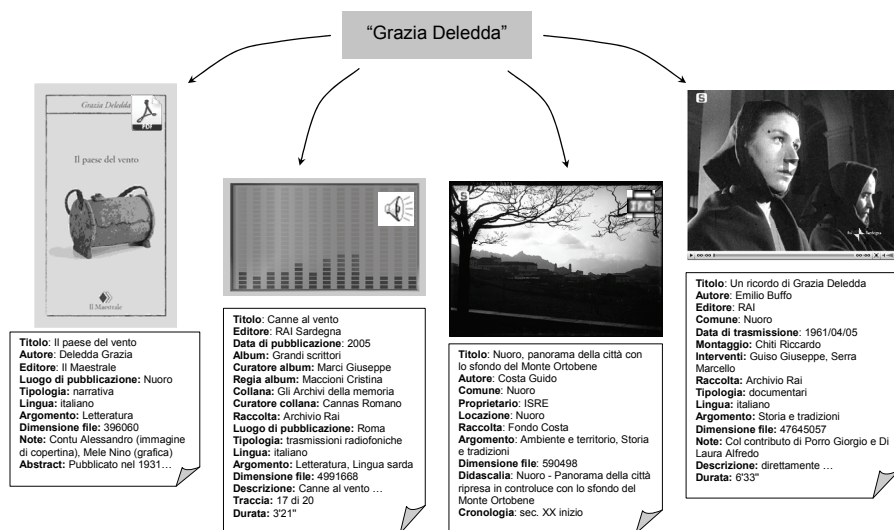 “Grazia Deledda”
Grazia Deledda
PDF
Il paese del vento
Il Maestrale
Titolo: Il paese del vento
Autore: Deledda Grazia
Editore: Il Maestrale
Luogo di pubblicazione: Nuoro
Tipologia: narrativa
Lingua: italiano
Argomento: Letteratura
Dimensione file: 396060
Note: Contu Alessandro (immagine
di copertina), Mele Nino (grafica)
Abstract: Pubblicato nel 1931…
Titolo: Canne al vento
Editore: RAI Sardegna
Data di pubblicazione: 2005
Album: Grandi scrittori
Curatore album: Marci Giuseppe
Regia album: Maccioni Cristina
Collana: Gli Archivi della memoria
Curatore collana: Cannas Romano
Raccolta: Archivio Rai
Luogo di pubblicazione: Roma
Tipologia: trasmissioni radiofoniche
Lingua: italiano
Argomento: Letteratura, Lingua sarda
Dimensione file: 4991668
Descrizione: Canne al vento …
Traccia: 17 di 20
Durata: 3'21"
S
Titolo: Nuoro, panorama della città con
lo sfondo del Monte Ortobene
Autore: Costa Guido
Comune: Nuoro
Proprietario: ISRE
Locazione: Nuoro
Raccolta: Fondo Costa
Argomento: Ambiente e territorio, Storia
e tradizioni
Dimensione file: 590498
Didascalia: Nuoro - Panorama della città
ripresa in controluce con lo sfondo del
Monte Ortobene
Cronologia: sec. XX inizio
S
Rai Sardegna
Titolo: Un ricordo di Grazia Deledda
Autore: Emilio Buffo
Editore: RAI
Comune: Nuoro
Data di trasmissione: 1961/04/05
Montaggio: Chiti Riccardo
Interventi: Guiso Giuseppe, Serra
Marcello
Raccolta: Archivio Rai
Tipologia: documentari
Lingua: italiano
Argomento: Storia e tradizioni
Dimensione file: 47645057
Note: Col contributo di Porro Giorgio e Di
Laura Alfredo
Descrizione: direttamente …
Durata: 6'33"